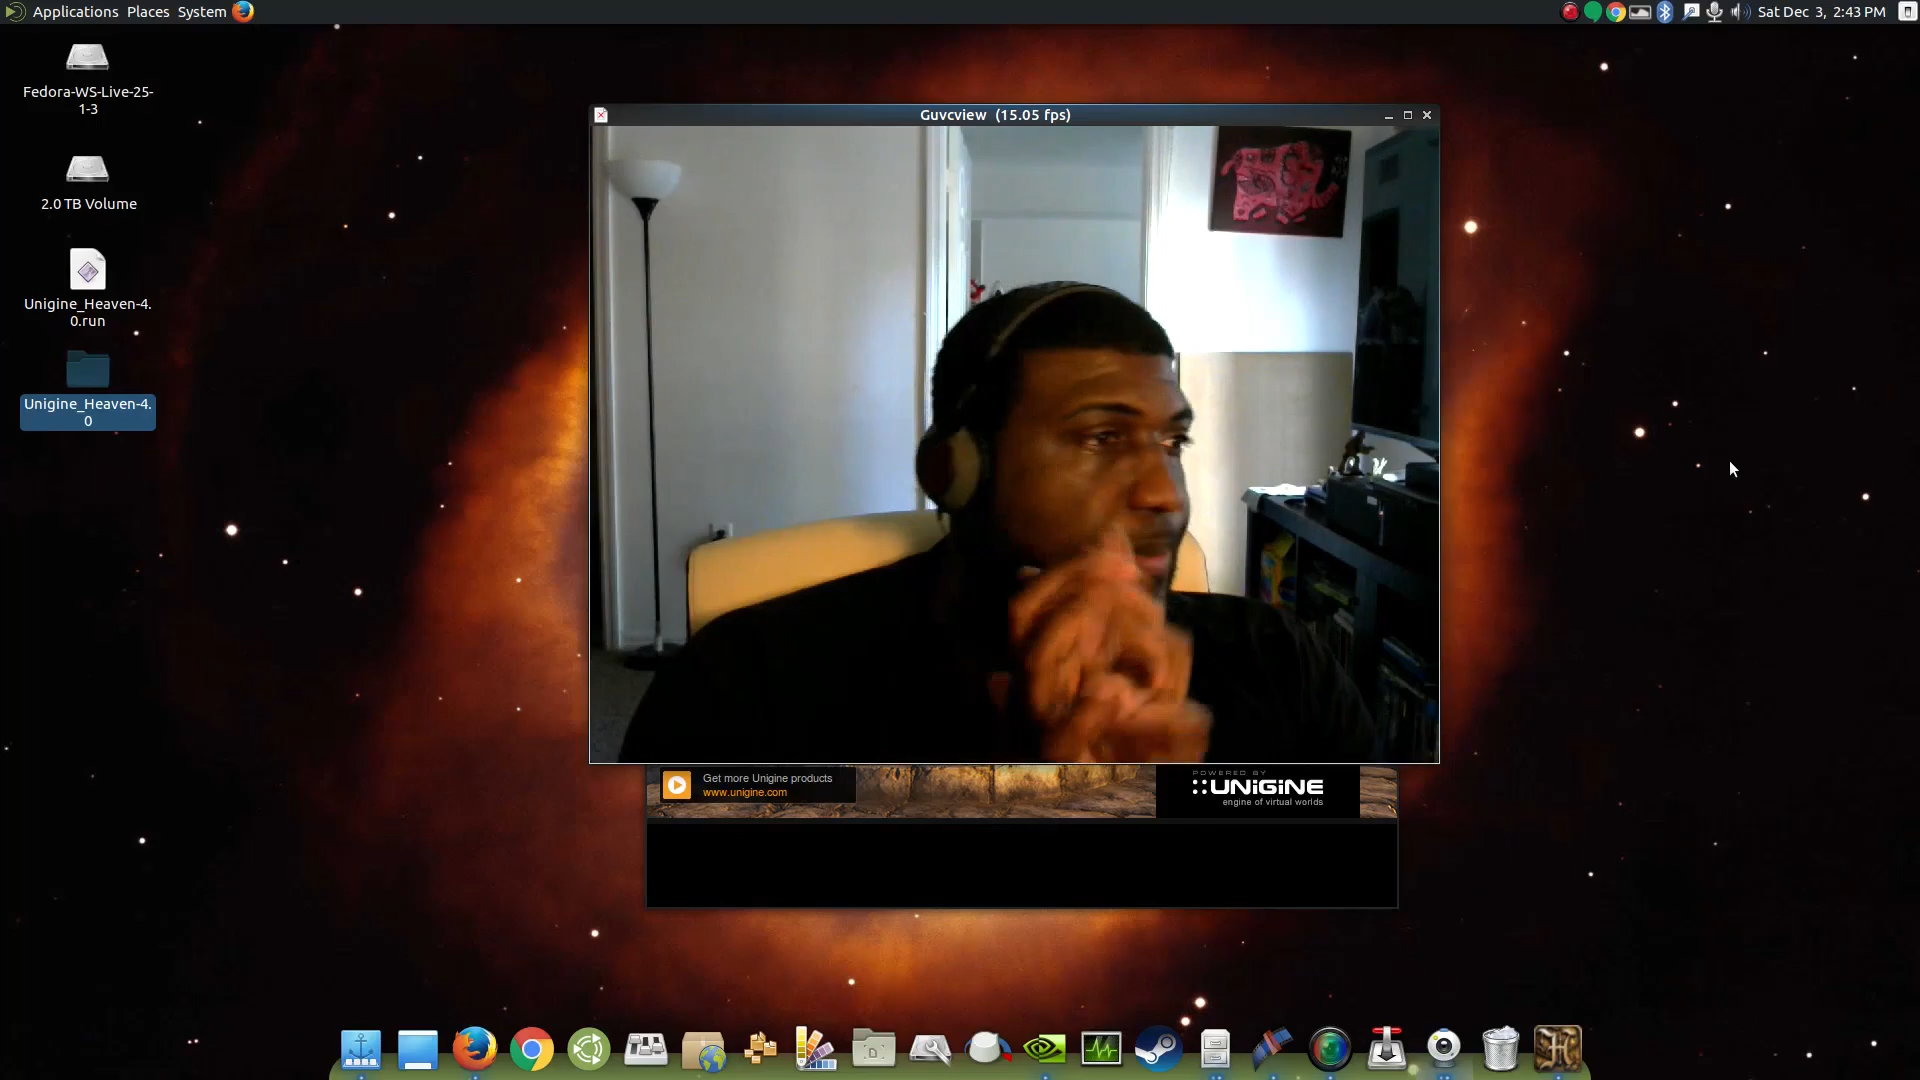 Applications Places System
Sat Dec 3, 2:43 PM
Fedora-WS-Live-25-
1-3
2.0 TB Volume
Unigine_Heaven-4.
0.run
Unigine_Heaven-4.
0
Guvcview (15.05 fps)
Get more Unigine products
www.unigine.com
POWERED BY
UNiGiNE
engine of virtual worlds